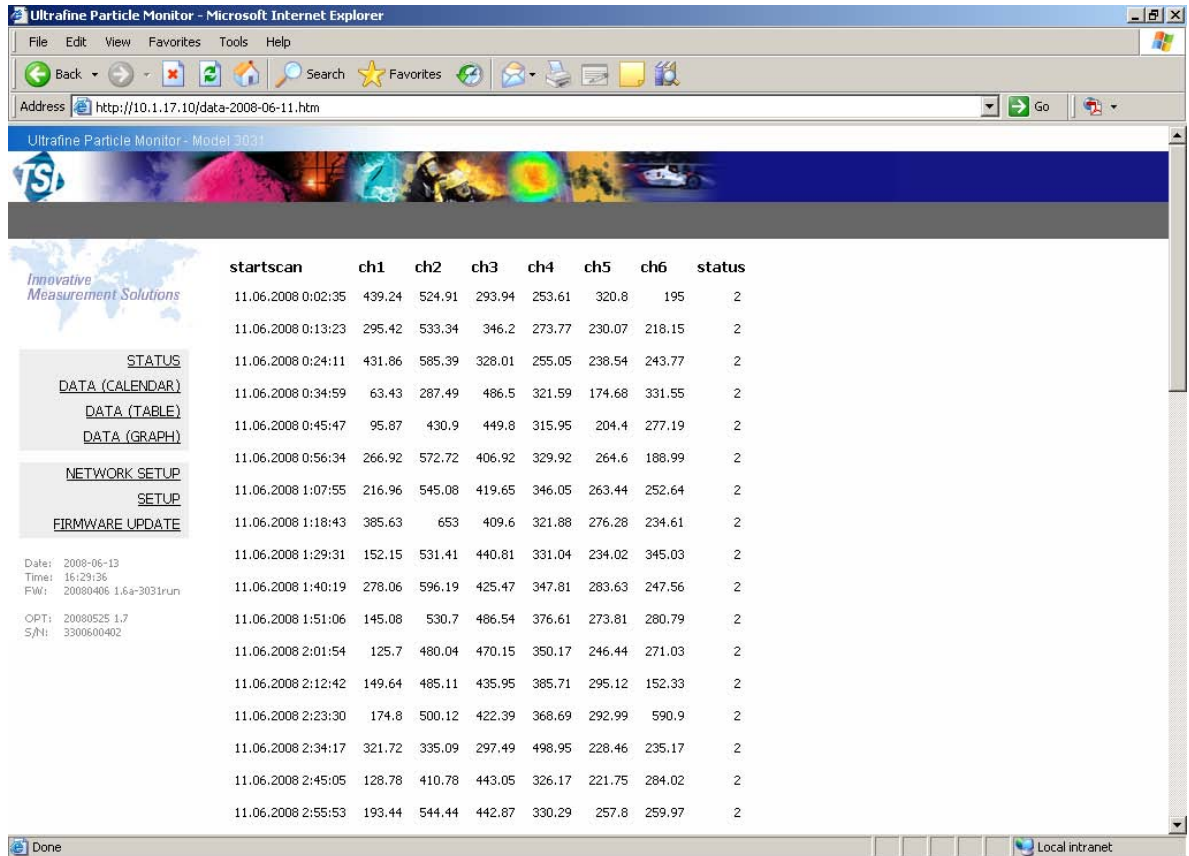 Ultrafine Particle Monitor - Microsoft Internet Explorer
File Edit View Favorites Tools Help
Back Search Favorites
Address http://10.1.17.10/data-2008-06-11.htm Go
Ultrafine Particle Monitor - Model 3031
TSI
Innovative
Measurement Solutions
STATUS
DATA (CALENDAR)
DATA (TABLE)
DATA (GRAPH)
NETWORK SETUP
SETUP
FIRMWARE UPDATE
Date: 2008-06-13
Time: 16:29:36
FW: 20080406 1.6a-3031run
OPT: 20080525 1.7
S/N: 3300600402
startscan ch1 ch2 ch3 ch4 ch5 ch6 status
11.06.2008 0:02:35 439.24 524.91 293.94 253.61 320.8 195 2
11.06.2008 0:13:23 295.42 533.34 346.2 273.77 230.07 218.15 2
11.06.2008 0:24:11 431.86 585.39 328.01 255.05 238.54 243.77 2
11.06.2008 0:34:59 63.43 287.49 486.5 321.59 174.68 331.55 2
11.06.2008 0:45:47 95.87 430.9 449.8 315.95 204.4 277.19 2
11.06.2008 0:56:34 266.92 572.72 406.92 329.92 264.6 188.99 2
11.06.2008 1:07:55 216.96 545.08 419.65 346.05 263.44 252.64 2
11.06.2008 1:18:43 385.63 653 409.6 321.88 276.28 234.61 2
11.06.2008 1:29:31 152.15 531.41 440.81 331.04 234.02 345.03 2
11.06.2008 1:40:19 278.06 596.19 425.47 347.81 283.63 247.56 2
11.06.2008 1:51:06 145.08 530.7 486.54 376.61 273.81 280.79 2
11.06.2008 2:01:54 125.7 480.04 470.15 350.17 246.44 271.03 2
11.06.2008 2:12:42 149.64 485.11 435.95 385.71 295.12 152.33 2
11.06.2008 2:23:30 174.8 500.12 422.39 368.69 292.99 590.9 2
11.06.2008 2:34:17 321.72 335.09 297.49 498.95 228.46 235.17 2
11.06.2008 2:45:05 128.78 410.78 443.05 326.17 221.75 284.02 2
11.06.2008 2:55:53 193.44 544.44 442.87 330.29 257.8 259.97 2
Done Local intranet